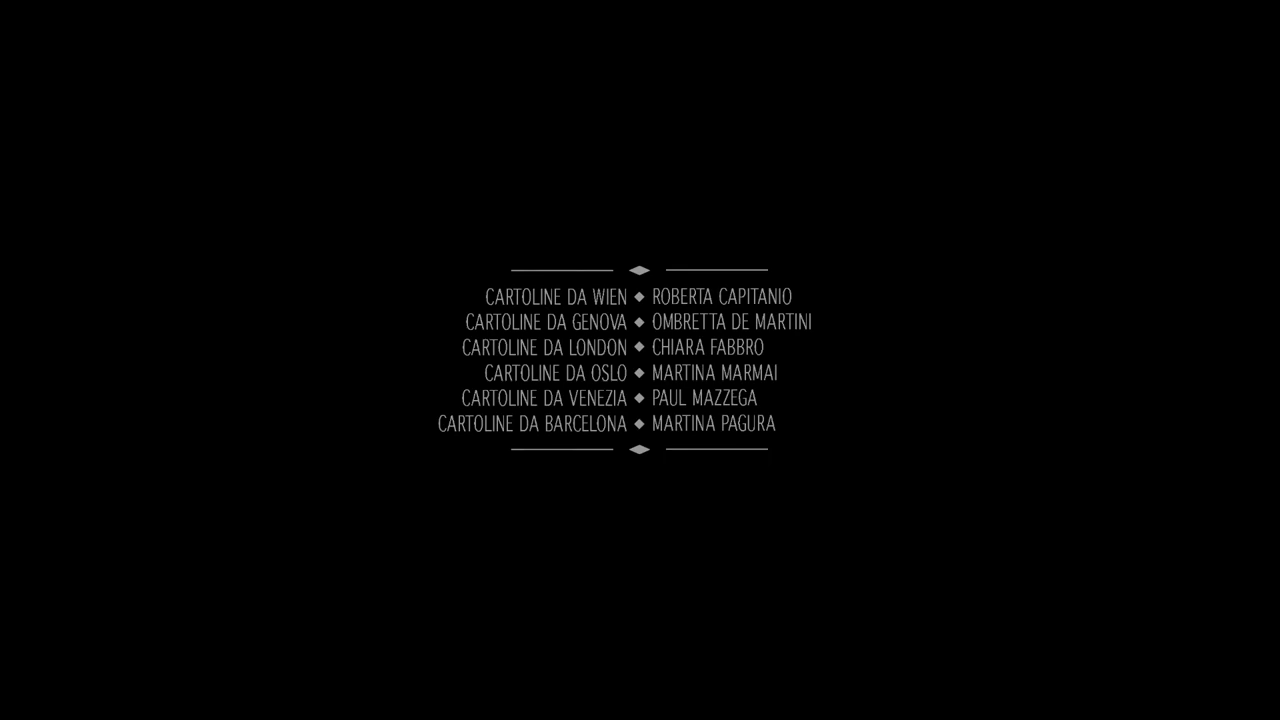 CARTOLINE DA WIEN ◆ ROBERTA CAPITANIO
CARTOLINE DA GENOVA ◆ OMBRETTA DE MARTINI
CARTOLINE DA LONDON ◆ CHIARA FABBRO
CARTOLINE DA OSLO ◆ MARTINA MARMAI
CARTOLINE DA VENEZIA ◆ PAUL MAZZEGA
CARTOLINE DA BARCELONA ◆ MARTINA PAGURA